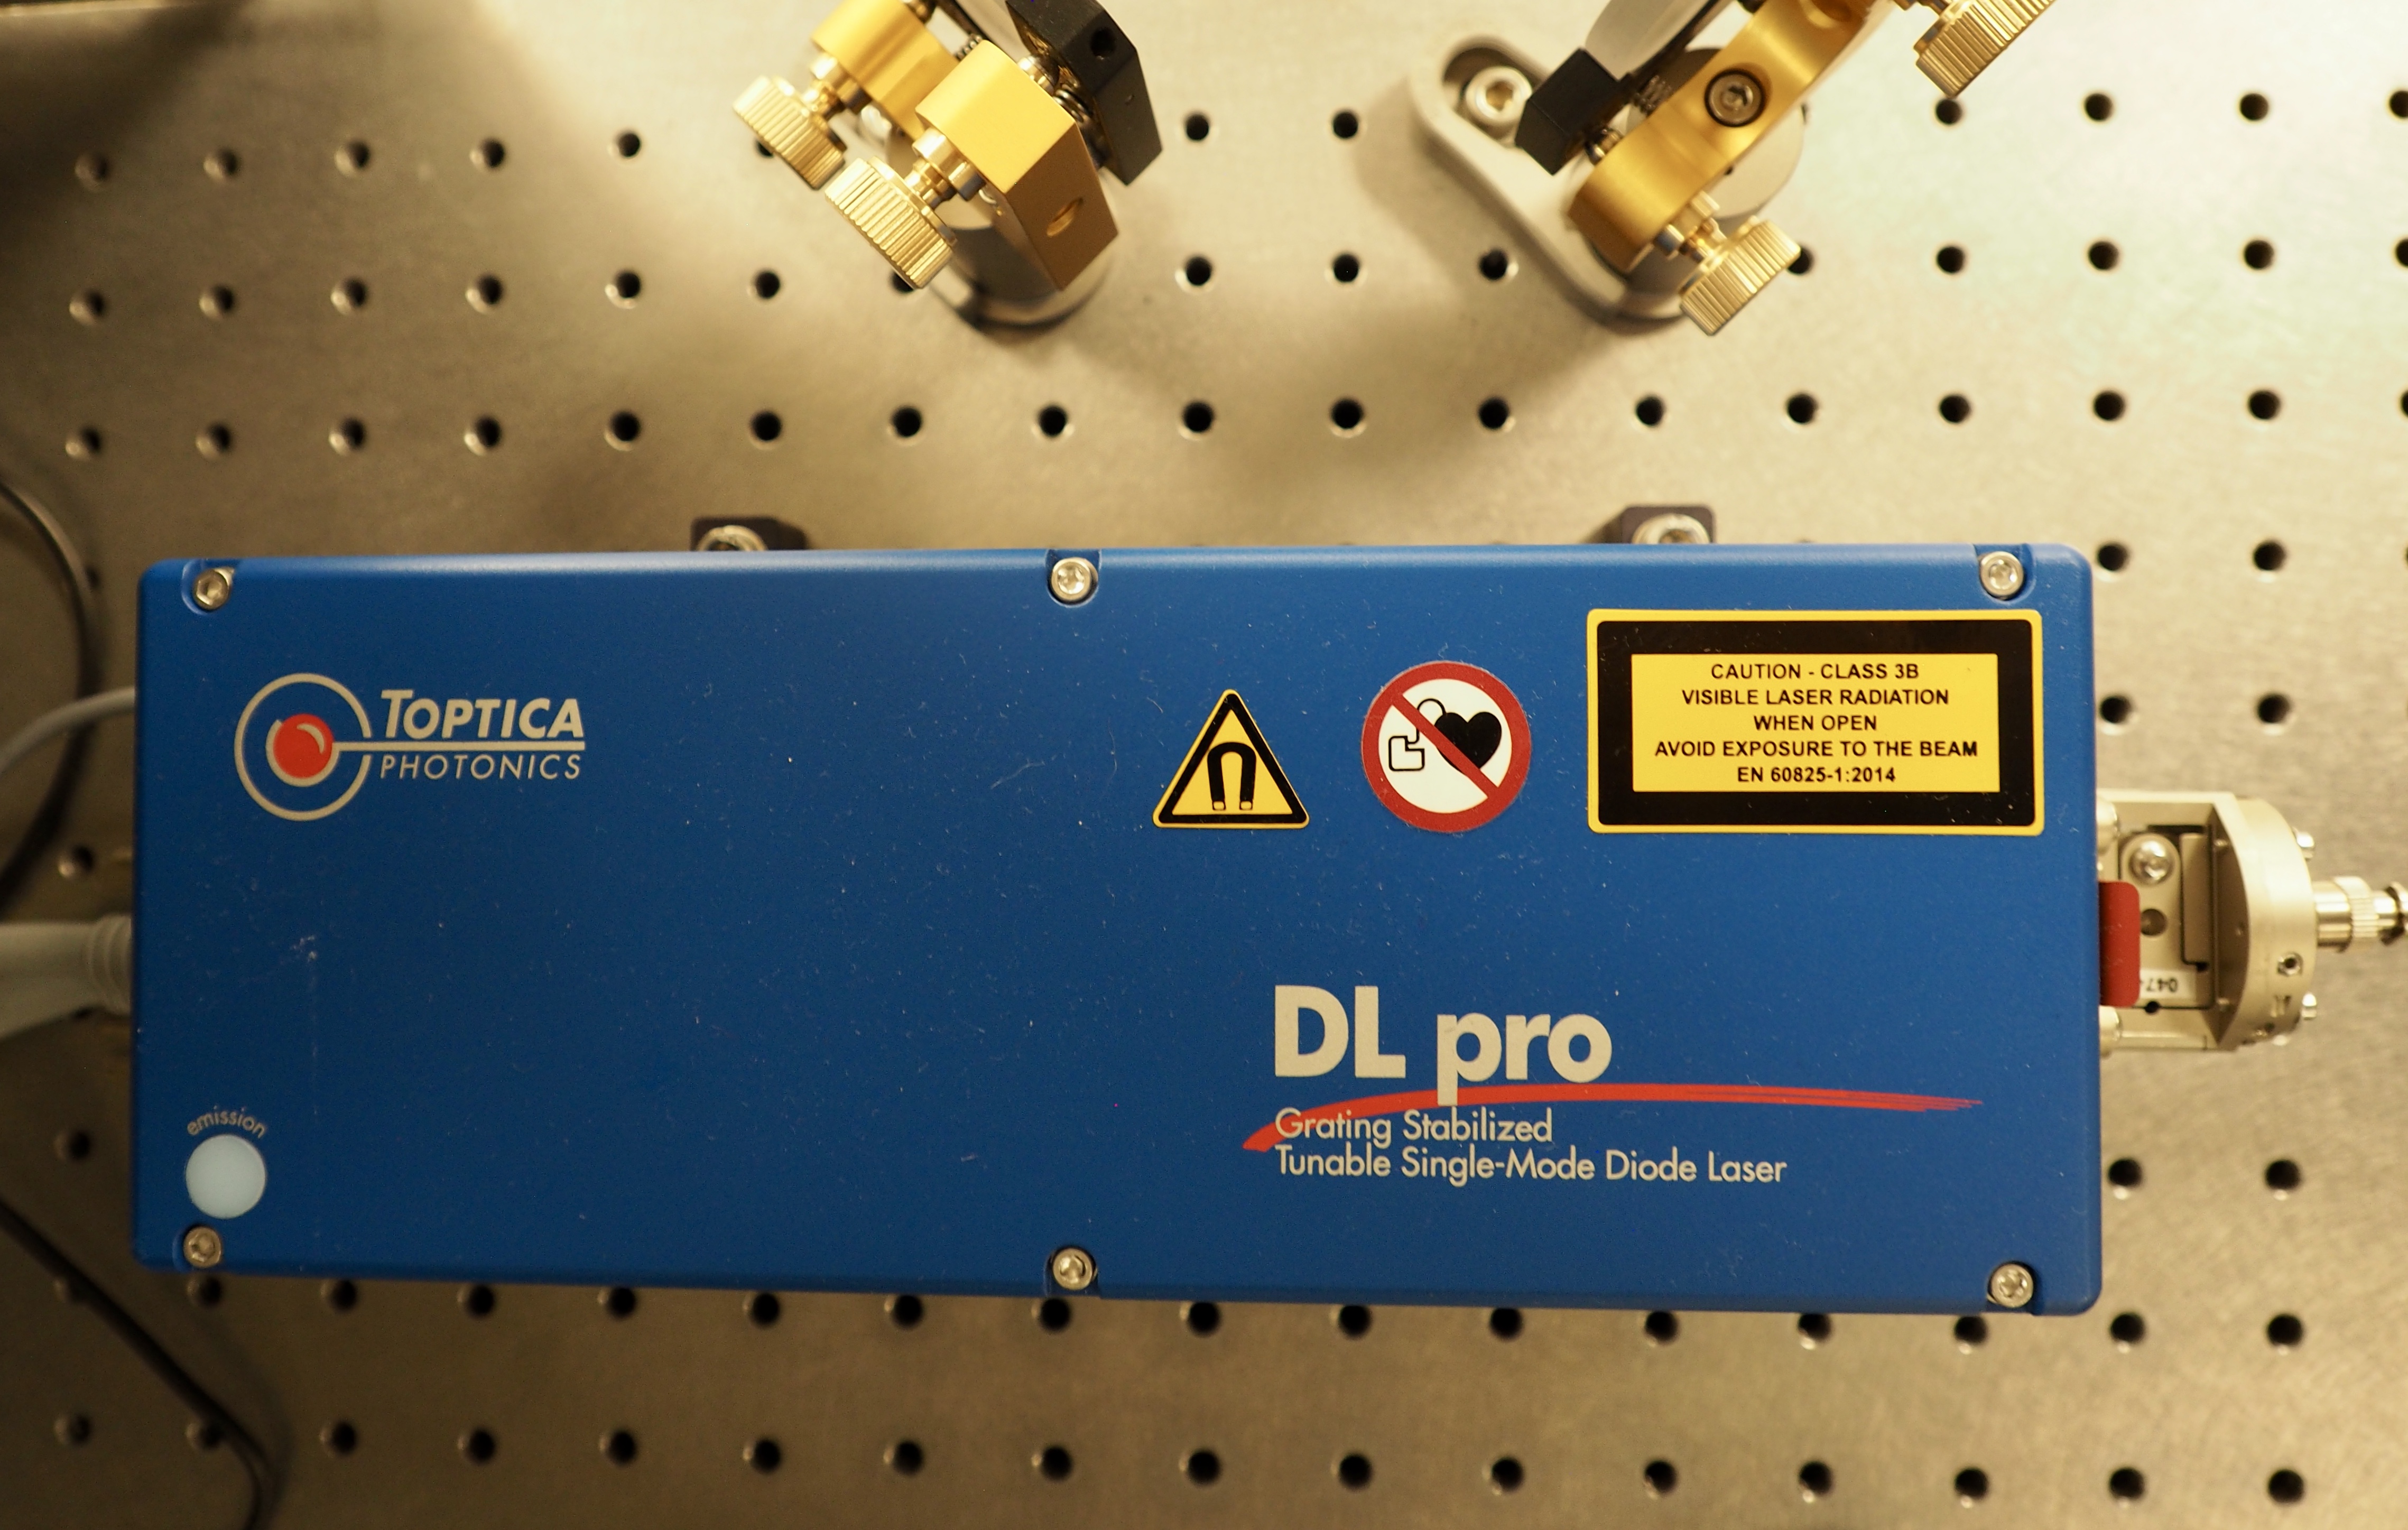 TOPTICA
PHOTONICS
CAUTION - CLASS 3B
VISIBLE LASER RADIATION
WHEN OPEN
AVOID EXPOSURE TO THE BEAM
EN 60825-1:2014
DL pro
Grating Stabilized
Tunable Single-Mode Diode Laser
emission